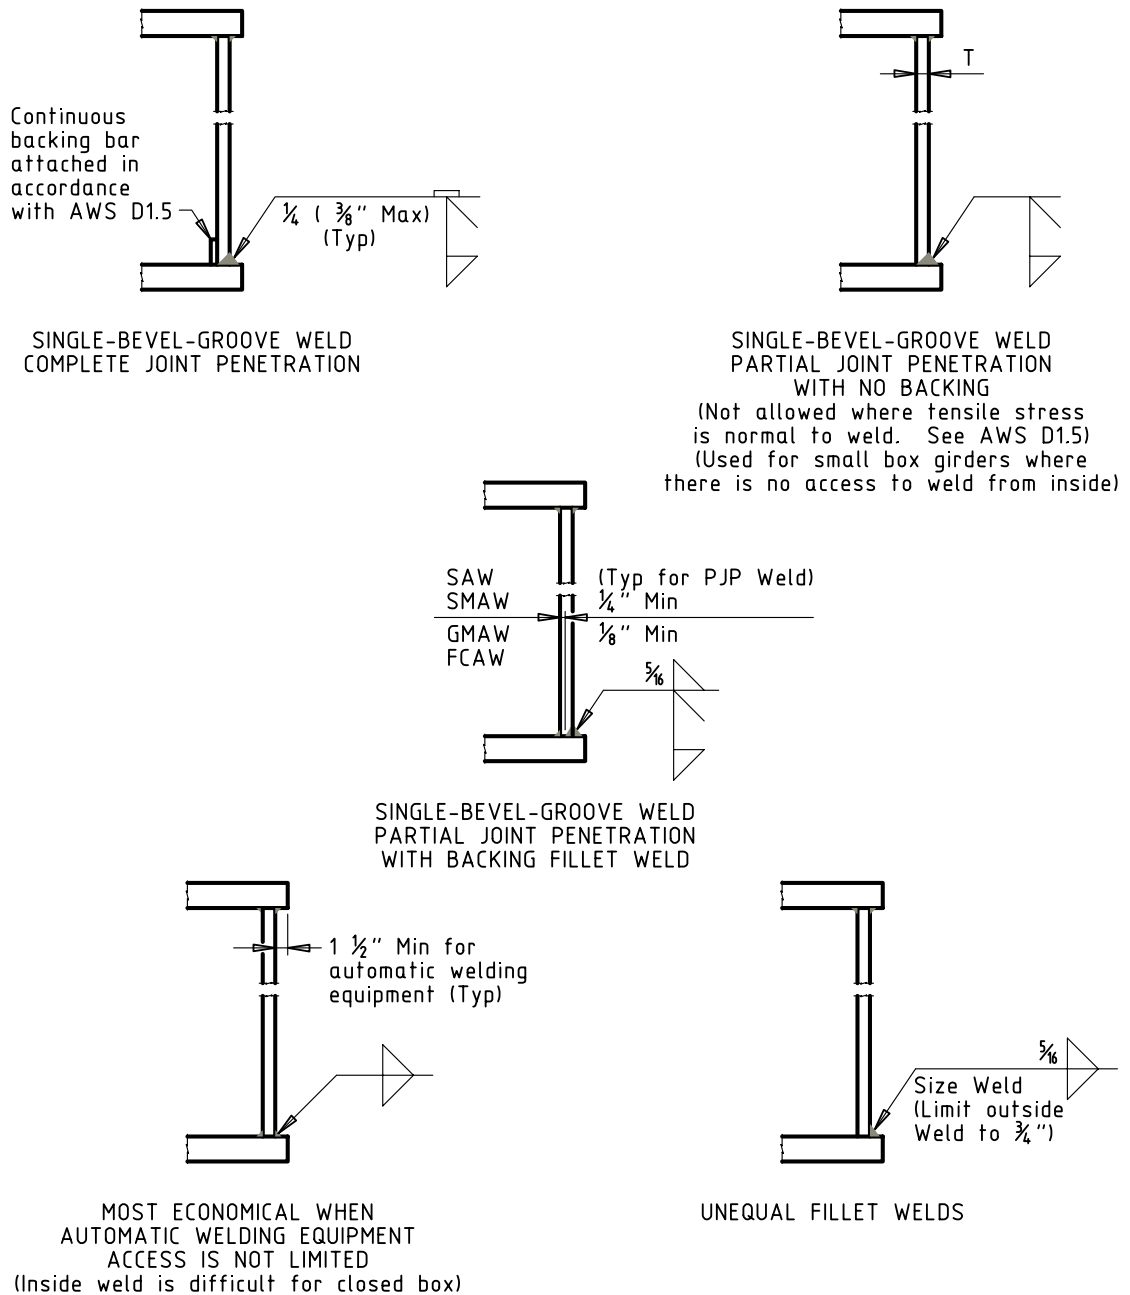 Continuous
backing bar
attached in
accordance
with AWS D1.5
1/4 ( 3/8" Max)
(Typ)
SINGLE-BEVEL-GROOVE WELD
COMPLETE JOINT PENETRATION
T
SINGLE-BEVEL-GROOVE WELD
PARTIAL JOINT PENETRATION
WITH NO BACKING
(Not allowed where tensile stress
is normal to weld. See AWS D1.5)
(Used for small box girders where
there is no access to weld from inside)
SAW
SMAW
GMAW
FCAW
(Typ for PJP Weld)
1/4" Min
1/8" Min
5/16
SINGLE-BEVEL-GROOVE WELD
PARTIAL JOINT PENETRATION
WITH BACKING FILLET WELD
1 1/2" Min for
automatic welding
equipment (Typ)
MOST ECONOMICAL WHEN
AUTOMATIC WELDING EQUIPMENT
ACCESS IS NOT LIMITED
(Inside weld is difficult for closed box)
5/16
Size Weld
(Limit outside
Weld to 3/4")
UNEQUAL FILLET WELDS